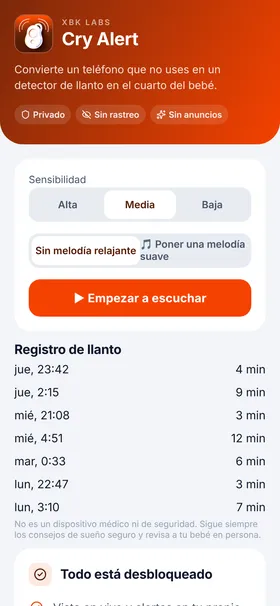 XBK LABS
Cry Alert
Convierte un teléfono que no uses en un
detector de llanto en el cuarto del bebé.
Privado
Sin rastreo
Sin anuncios
Sensibilidad
Alta
Media
Baja
Sin melodía relajante
🎵 Poner una melodía
suave
▶ Empezar a escuchar
Registro de llanto
jue, 23:42 4 min
jue, 2:15 9 min
mié, 21:08 3 min
mié, 4:51 12 min
mar, 0:33 6 min
lun, 22:47 3 min
lun, 3:10 7 min
No es un dispositivo médico ni de seguridad. Sigue siempre
los consejos de sueño seguro y revisa a tu bebé en persona.
Todo está desbloqueado